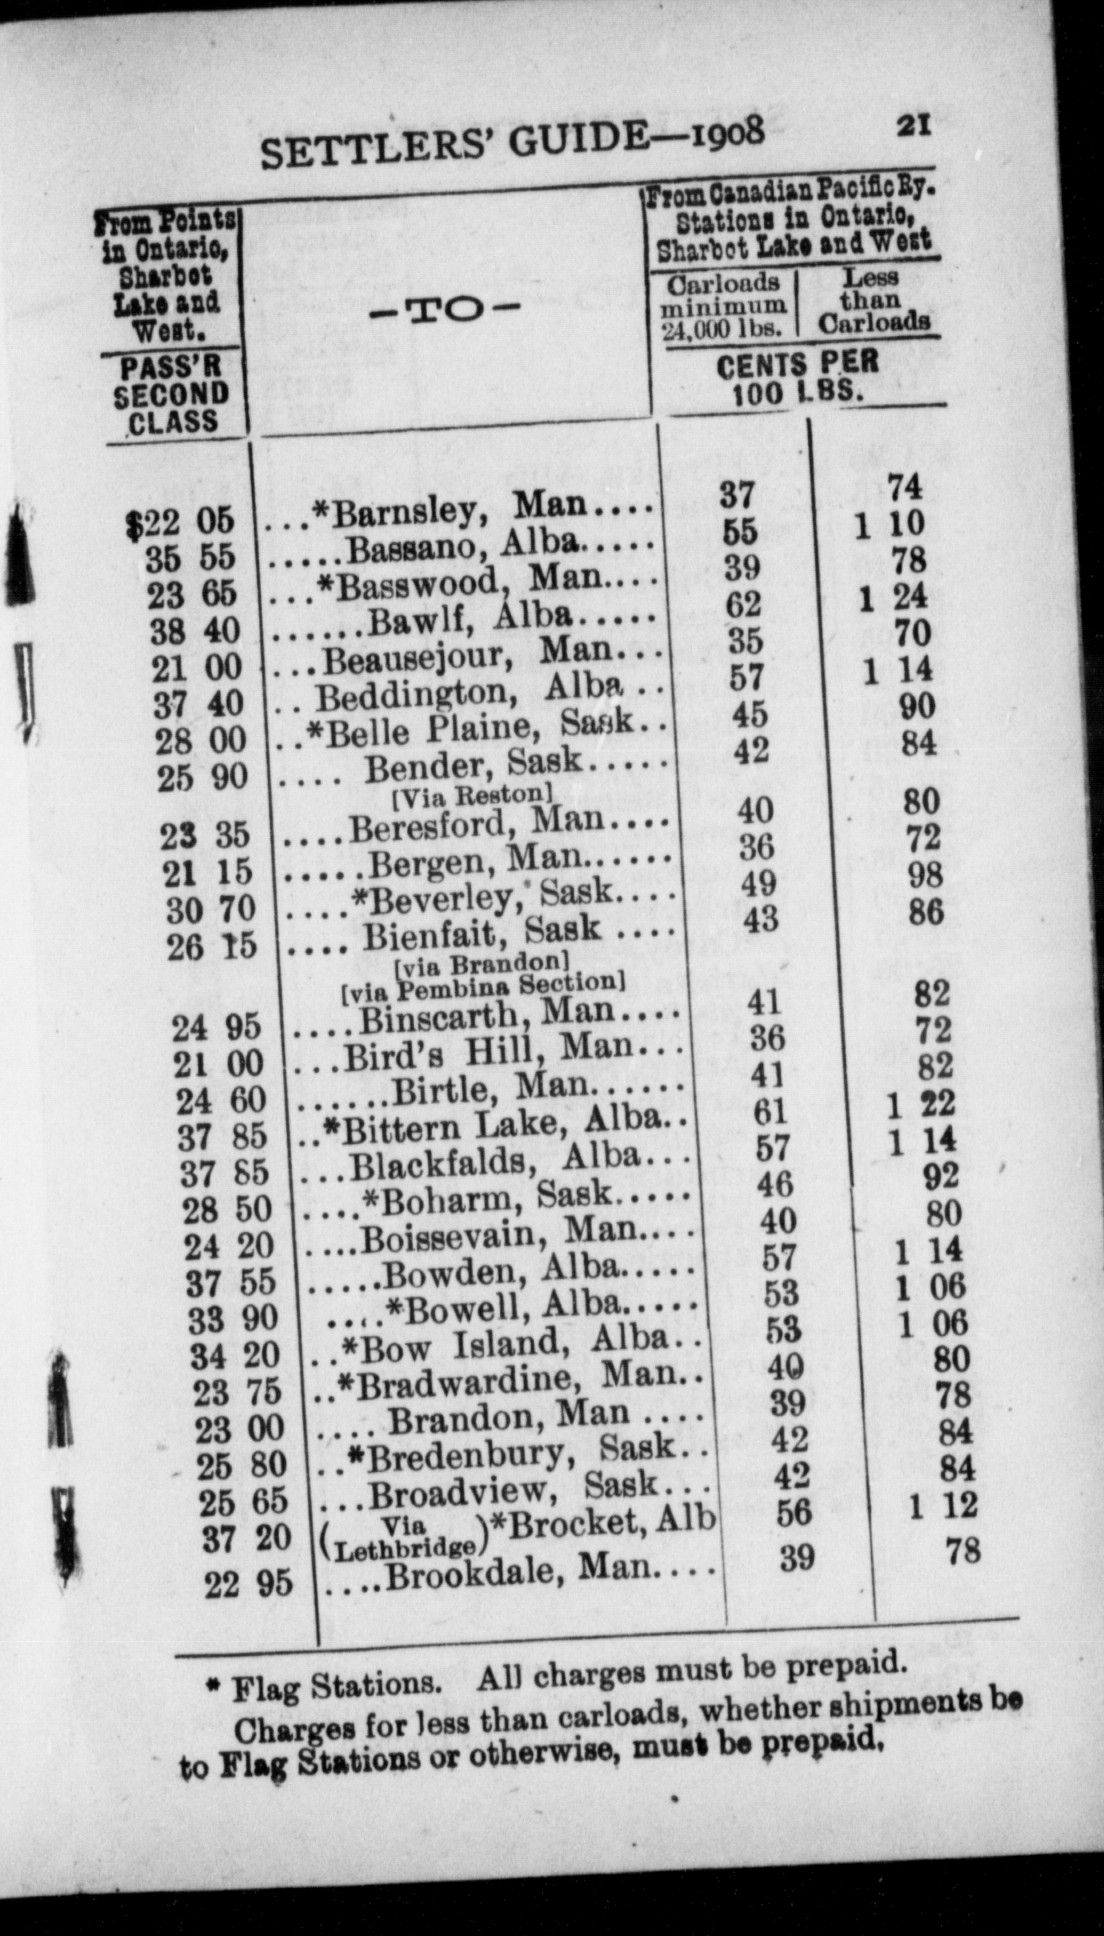 SETTLERS' GUIDE—1908 21
From Points in Ontario, Sharbot Lake and West.
PASS'R SECOND CLASS
—TO—
From Canadian Pacific Ry. Stations in Ontario, Sharbot Lake and West
Carloads minimum 24,000 lbs.
Less than Carloads
CENTS PER 100 LBS.
$22 05 ...*Barnsley, Man.... 37 74
35 55 .....Bassano, Alba..... 55 1 10
23 65 ...*Basswood, Man.... 39 78
38 40 ......Bawlf, Alba..... 62 1 24
21 00 ...Beausejour, Man... 35 70
37 40 .. Beddington, Alba .. 57 1 14
28 00 ..*Belle Plaine, Sask.. 45 90
25 90 .... Bender, Sask..... 42 84
[Via Reston]
23 35 ....Beresford, Man.... 40 80
21 15 .....Bergen, Man...... 36 72
30 70 ....*Beverley, Sask.... 49 98
26 15 .... Bienfait, Sask .... 43 86
[via Brandon]
[via Pembina Section]
24 95 ....Binscarth, Man.... 41 82
21 00 ...Bird's Hill, Man... 36 72
24 60 ......Birtle, Man...... 41 82
37 85 ..*Bittern Lake, Alba.. 61 1 22
37 85 ...Blackfalds, Alba... 57 1 14
28 50 ....*Boharm, Sask..... 46 92
24 20 ....Boissevain, Man.... 40 80
37 55 .....Bowden, Alba..... 57 1 14
33 90 ....*Bowell, Alba..... 53 1 06
34 20 ..*Bow Island, Alba.. 53 1 06
23 75 ..*Bradwardine, Man.. 40 80
23 00 .... Brandon, Man .... 39 78
25 80 ..*Bredenbury, Sask.. 42 84
25 65 ...Broadview, Sask... 42 84
37 20 (Via Lethbridge)*Brocket, Alb 56 1 12
22 95 ....Brookdale, Man.... 39 78
* Flag Stations. All charges must be prepaid.
Charges for less than carloads, whether shipments be
to Flag Stations or otherwise, must be prepaid.